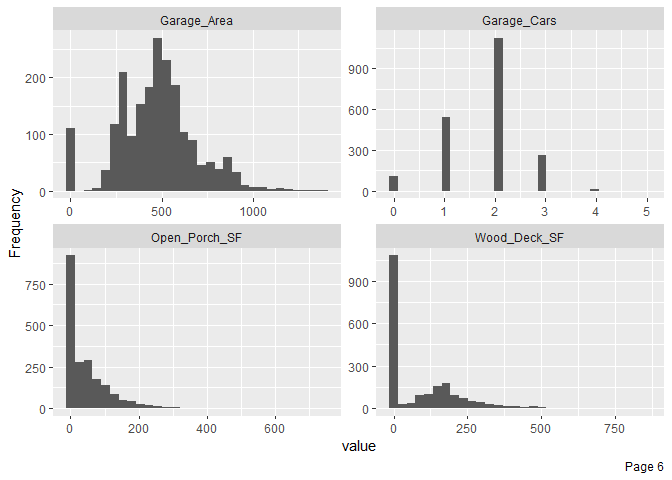 Garage_Area
Garage_Cars
200
100
0
900
600
300
0
0 500 1000
0 1 2 3 4 5
Frequency
Open_Porch_SF
Wood_Deck_SF
750
500
250
0
900
600
300
0
0 200 400 600
0 250 500 750
value
Page 6